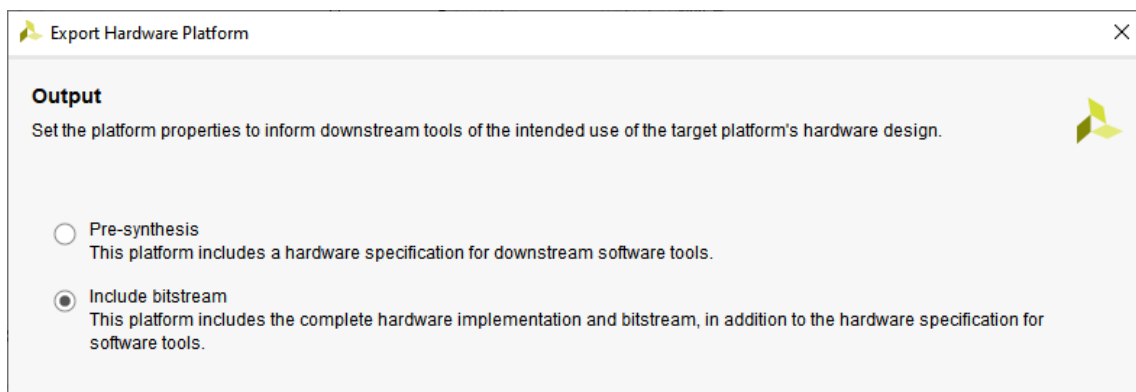 Export Hardware Platform
Output
Set the platform properties to inform downstream tools of the intended use of the target platform's hardware design.
Pre-synthesis
This platform includes a hardware specification for downstream software tools.
Include bitstream
This platform includes the complete hardware implementation and bitstream, in addition to the hardware specification for
software tools.